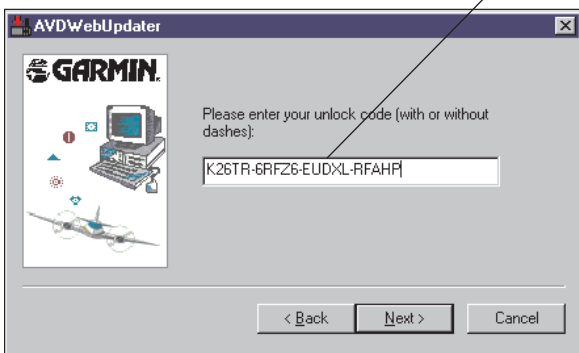 AVDWebUpdater
GARMIN
Please enter your unlock code (with or without
dashes):
K26TR-6RFZ6-EUDXL-RFAHP
< Back
Next >
Cancel